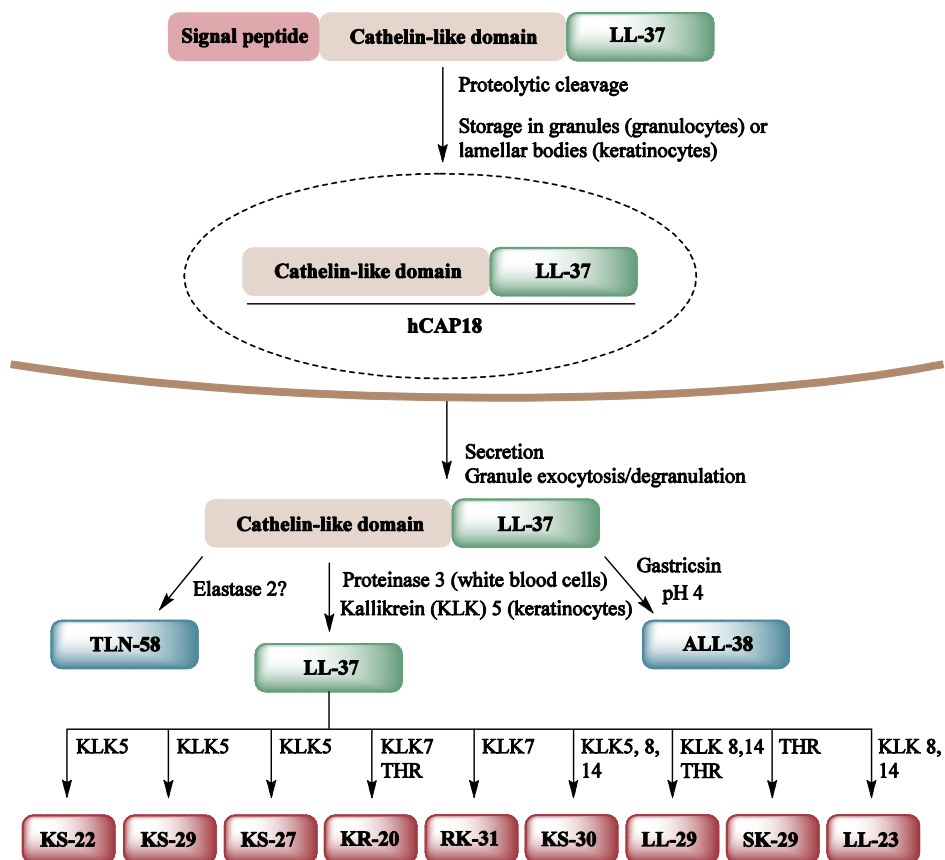 Signal peptide Cathelin-like domain LL-37
Proteolytic cleavage
Storage in granules (granulocytes) or
lamellar bodies (keratinocytes)
Cathelin-like domain LL-37
hCAP18
Secretion
Granule exocytosis/degranulation
Cathelin-like domain LL-37
Elastase 2?
Proteinase 3 (white blood cells)
Kallikrein (KLK) 5 (keratinocytes)
Gastricsin
pH 4
TLN-58
LL-37
ALL-38
KLK5
KLK5
KLK5
KLK7
THR
KLK7
KLK5, 8,
14
KLK 8,14
THR
THR
KLK 8,
14
KS-22
KS-29
KS-27
KR-20
RK-31
KS-30
LL-29
SK-29
LL-23